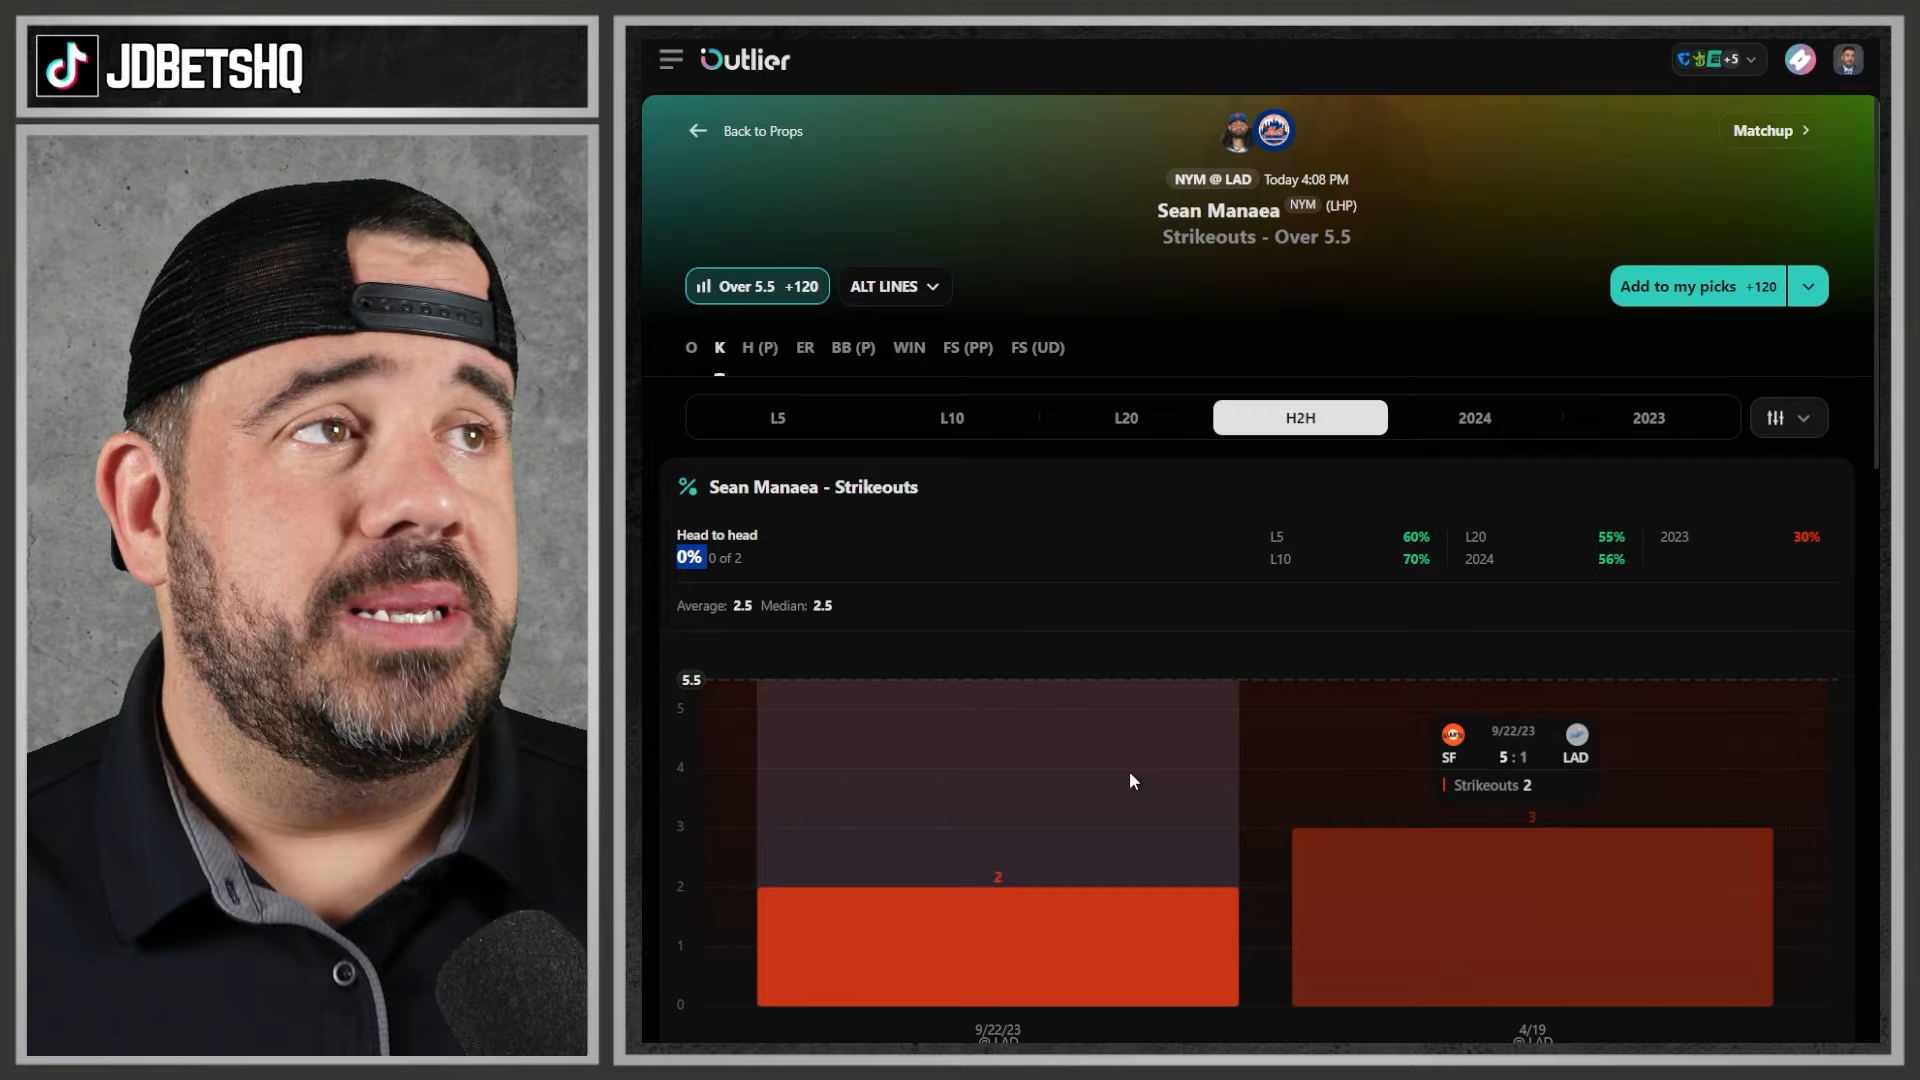 JDBETSHQ
Outlier
+5
Back to Props
Matchup
NYM @ LAD Today 4:08 PM
Sean Manaea NYM (LHP)
Strikeouts - Over 5.5
Over 5.5 +120
ALT LINES
Add to my picks +120
O K H (P) ER BB (P) WIN FS (PP) FS (UD)
L5 L10 L20 H2H 2024 2023
Sean Manaea - Strikeouts
Head to head
0% 0 of 2
L5 60% L20 55% 2023 30%
L10 70% 2024 56%
Average: 2.5 Median: 2.5
5.5
5
4
3
2
1
0
9/22/23
SF 5 : 1 LAD
Strikeouts 2
3
2
9/22/23
@ LAD
4/19
@ LAD